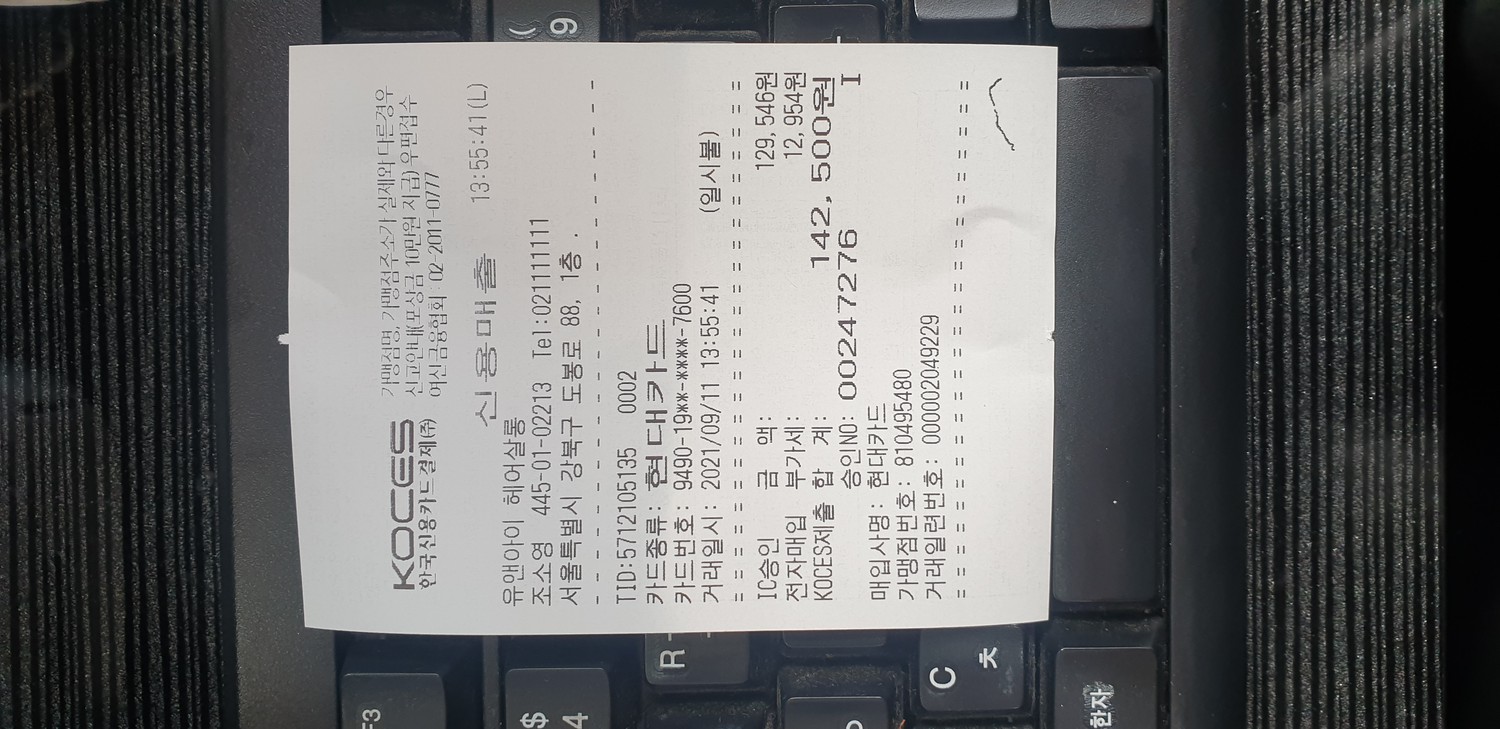 KOCES
한국신용카드결제(주)
가맹점명, 가맹점주소가 실제와 다른경우
신고안내(포상금 10만원 지급) 우편접수
여신금융협회 : 02-2011-0777
신용매출 13:55:41(L)
유앤아이 헤어살롱
조소영 445-01-02213 Tel:0211111111
서울특별시 강북구 도봉로 88, 1층 .
TID:5712105135 0002
카드종류: 현대카드
카드번호: 9490-19**-****-7600
거래일시: 2021/09/11 13:55:41 (일시불)
IC승인 금 액: 129,546원
전자매입 부가세: 12,954원
KOCES제출 합 계: 142,500원
승인NO: 00247276 I
매입사명: 현대카드
가맹점번호: 810495480
거래일련번호: 000002049229
F3
$
4
R
(
9
C
ㅊ
한자